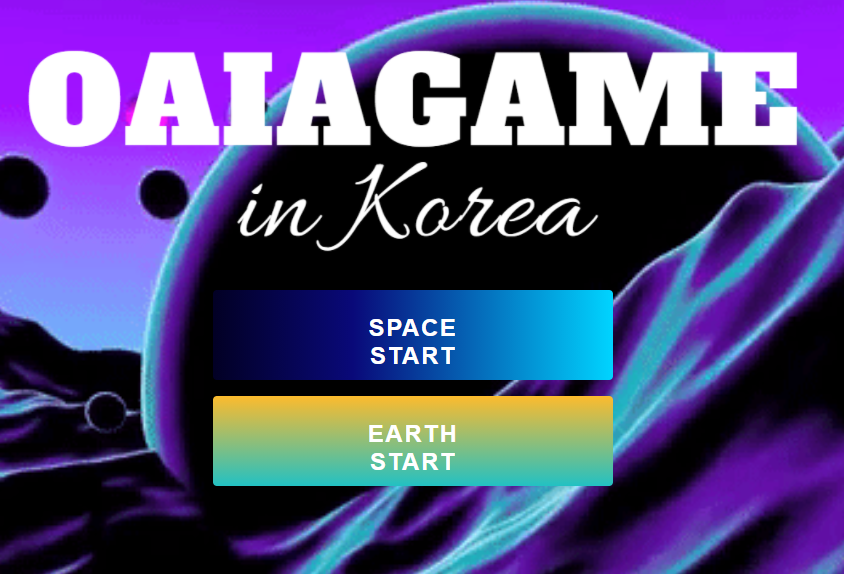 OAIAGAME
in Korea
SPACE
START
EARTH
START